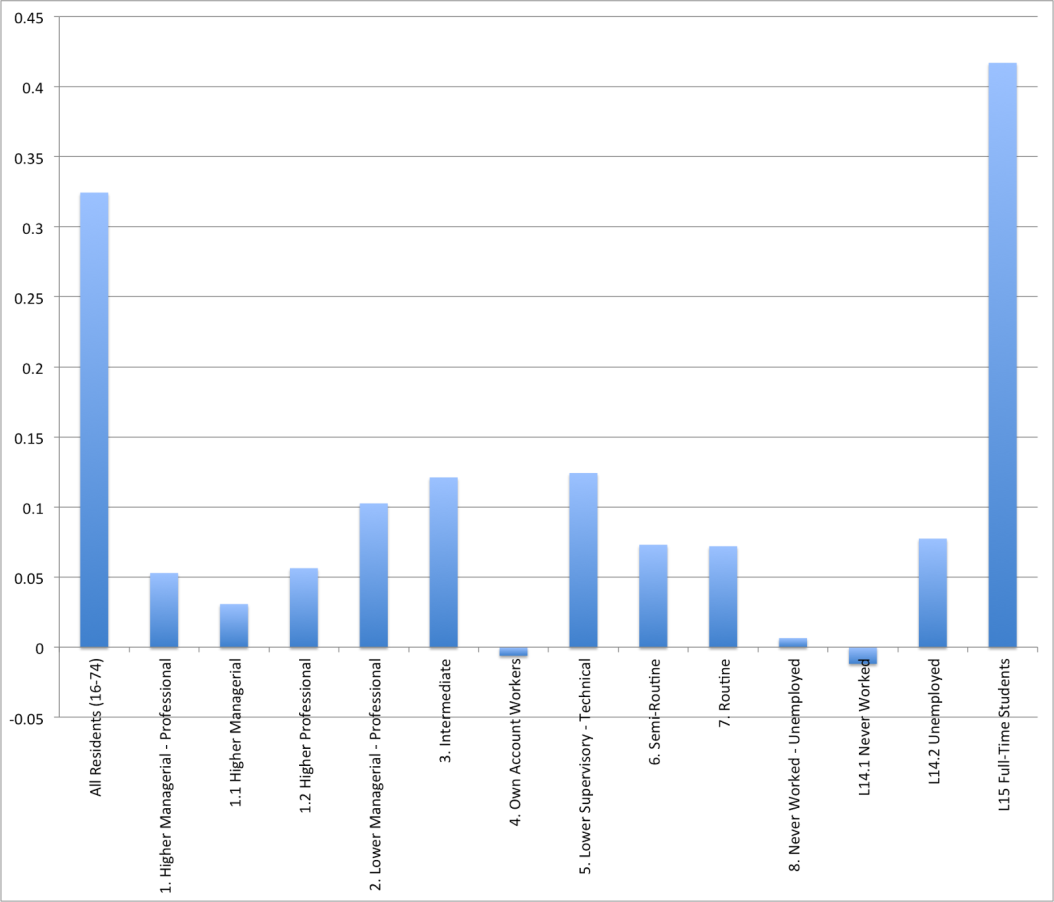 0.45
0.4
0.35
0.3
0.25
0.2
0.15
0.1
0.05
0
-0.05
All Residents (16-74)
1. Higher Managerial - Professional
1.1 Higher Managerial
1.2 Higher Professional
2. Lower Managerial - Professional
3. Intermediate
4. Own Account Workers
5. Lower Supervisory - Technical
6. Semi-Routine
7. Routine
8. Never Worked - Unemployed
L14.1 Never Worked
L14.2 Unemployed
L15 Full-Time Students